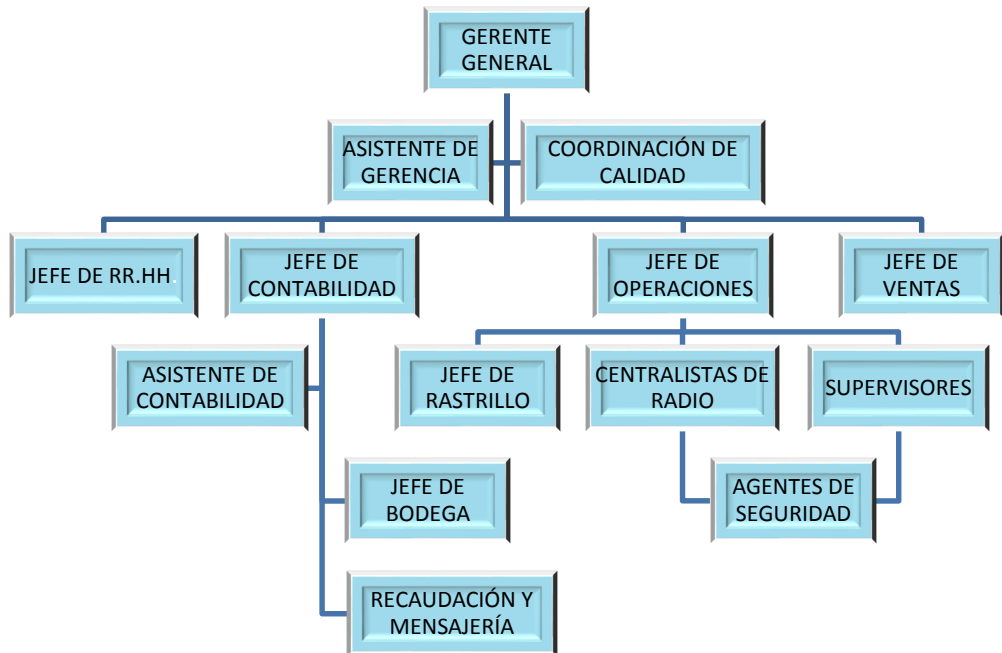 GERENTE
GENERAL
ASISTENTE DE
GERENCIA
COORDINACIÓN DE
CALIDAD
JEFE DE RR.HH.
JEFE DE
CONTABILIDAD
JEFE DE
OPERACIONES
JEFE DE
VENTAS
ASISTENTE DE
CONTABILIDAD
JEFE DE
RASTRILLO
CENTRALISTAS DE
RADIO
SUPERVISORES
JEFE DE
BODEGA
AGENTES DE
SEGURIDAD
RECAUDACIÓN Y
MENSAJERÍA